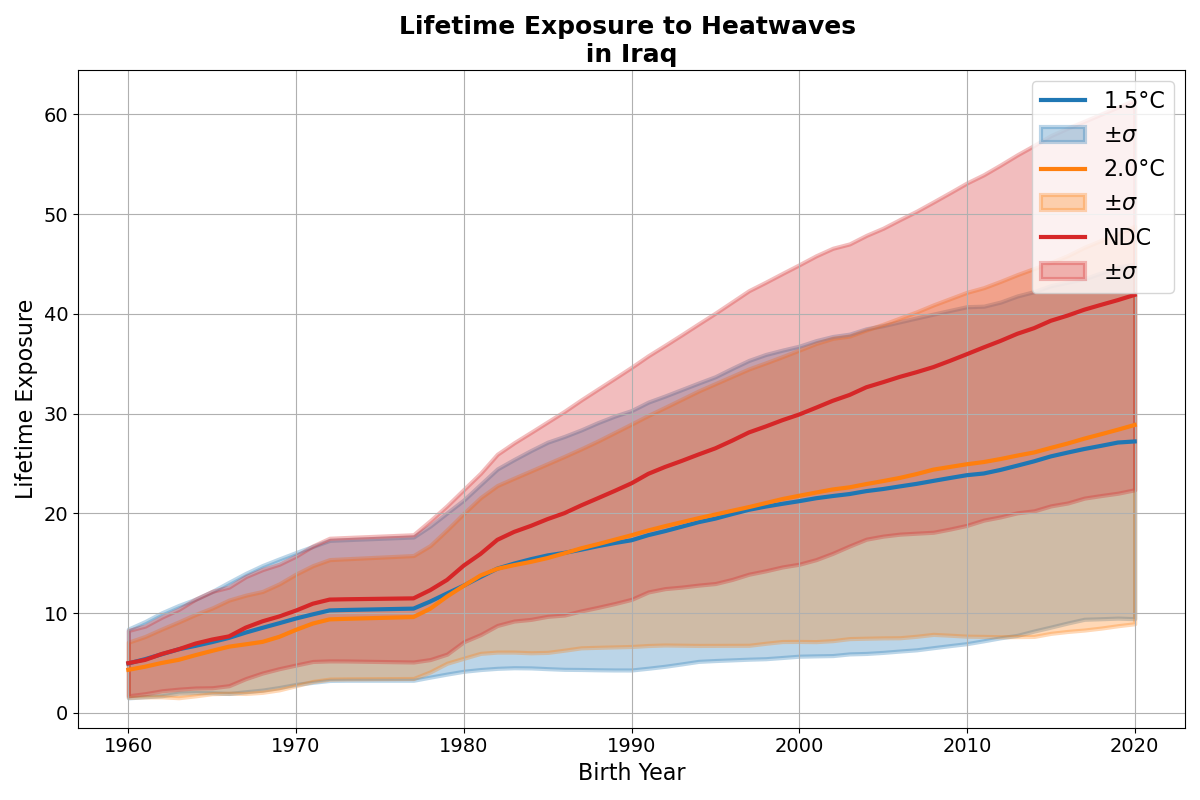 Lifetime Exposure to Heatwaves
in Iraq
Lifetime Exposure
60
50
40
30
20
10
0
1.5°C
±σ
2.0°C
±σ
NDC
±σ
1960
1970
1980
1990
2000
2010
2020
Birth Year